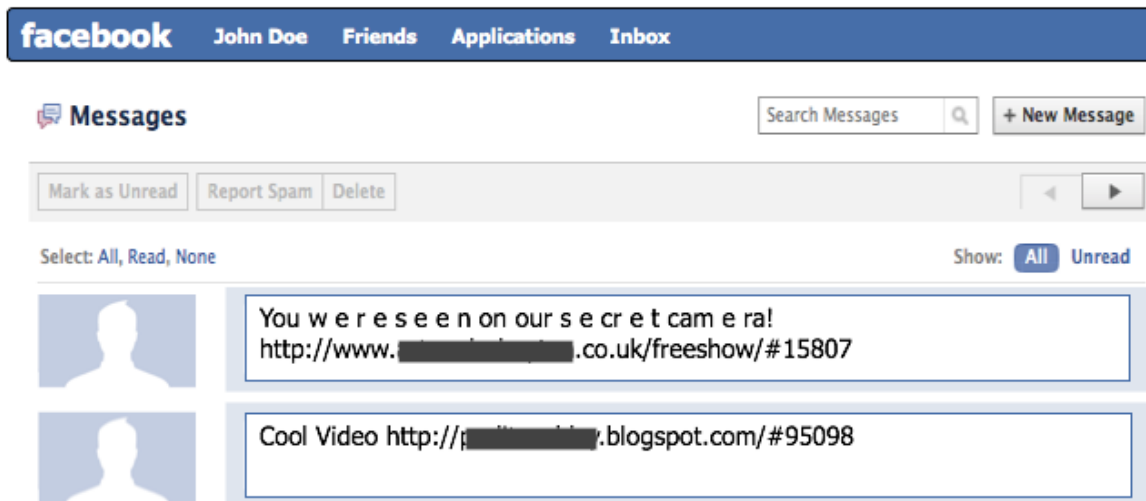 facebook John Doe Friends Applications Inbox
Messages
Search Messages
+ New Message
Mark as Unread Report Spam Delete
Select: All, Read, None
Show: All Unread
You w e r e s e e n on our s e cr e t cam e ra!
http://www. .co.uk/freeshow/#15807
Cool Video http://p .blogspot.com/#95098